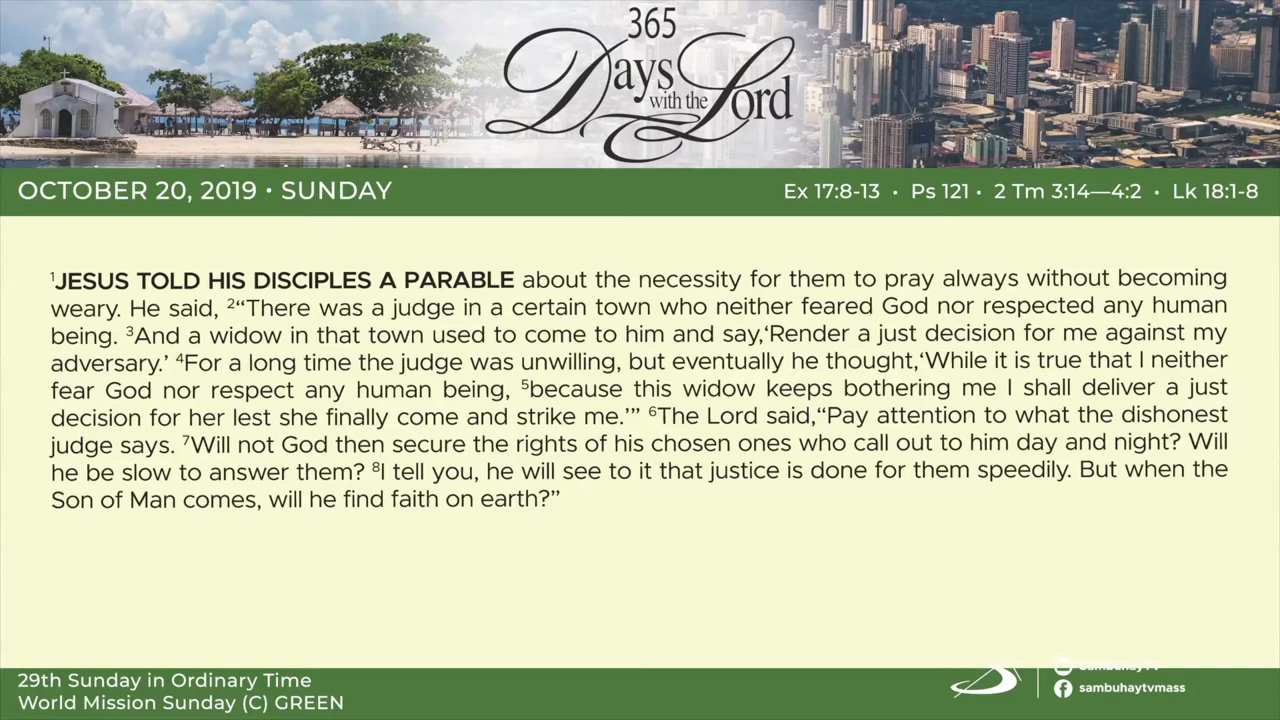 365
Days
with the
Lord
OCTOBER 20, 2019 • SUNDAY
Ex 17:8-13 • Ps 121 • 2 Tm 3:14—4:2 • Lk 18:1-8
¹JESUS TOLD HIS DISCIPLES A PARABLE about the necessity for them to pray always without becoming
weary. He said, ²“There was a judge in a certain town who neither feared God nor respected any human
being. ³And a widow in that town used to come to him and say,‘Render a just decision for me against my
adversary.’ ⁴For a long time the judge was unwilling, but eventually he thought,‘While it is true that I neither
fear God nor respect any human being, ⁵because this widow keeps bothering me I shall deliver a just
decision for her lest she finally come and strike me.’” ⁶The Lord said,“Pay attention to what the dishonest
judge says. ⁷Will not God then secure the rights of his chosen ones who call out to him day and night? Will
he be slow to answer them? ⁸I tell you, he will see to it that justice is done for them speedily. But when the
Son of Man comes, will he find faith on earth?”
29th Sunday in Ordinary Time
World Mission Sunday (C) GREEN
sambuhaytvmass